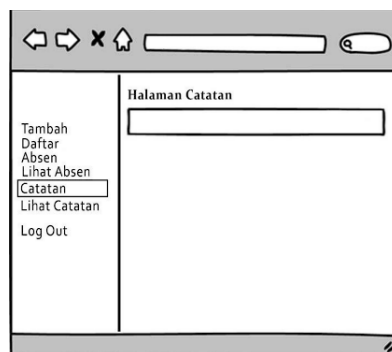 Halaman Catatan
Tambah
Daftar
Absen
Lihat Absen
Catatan
Lihat Catatan
Log Out